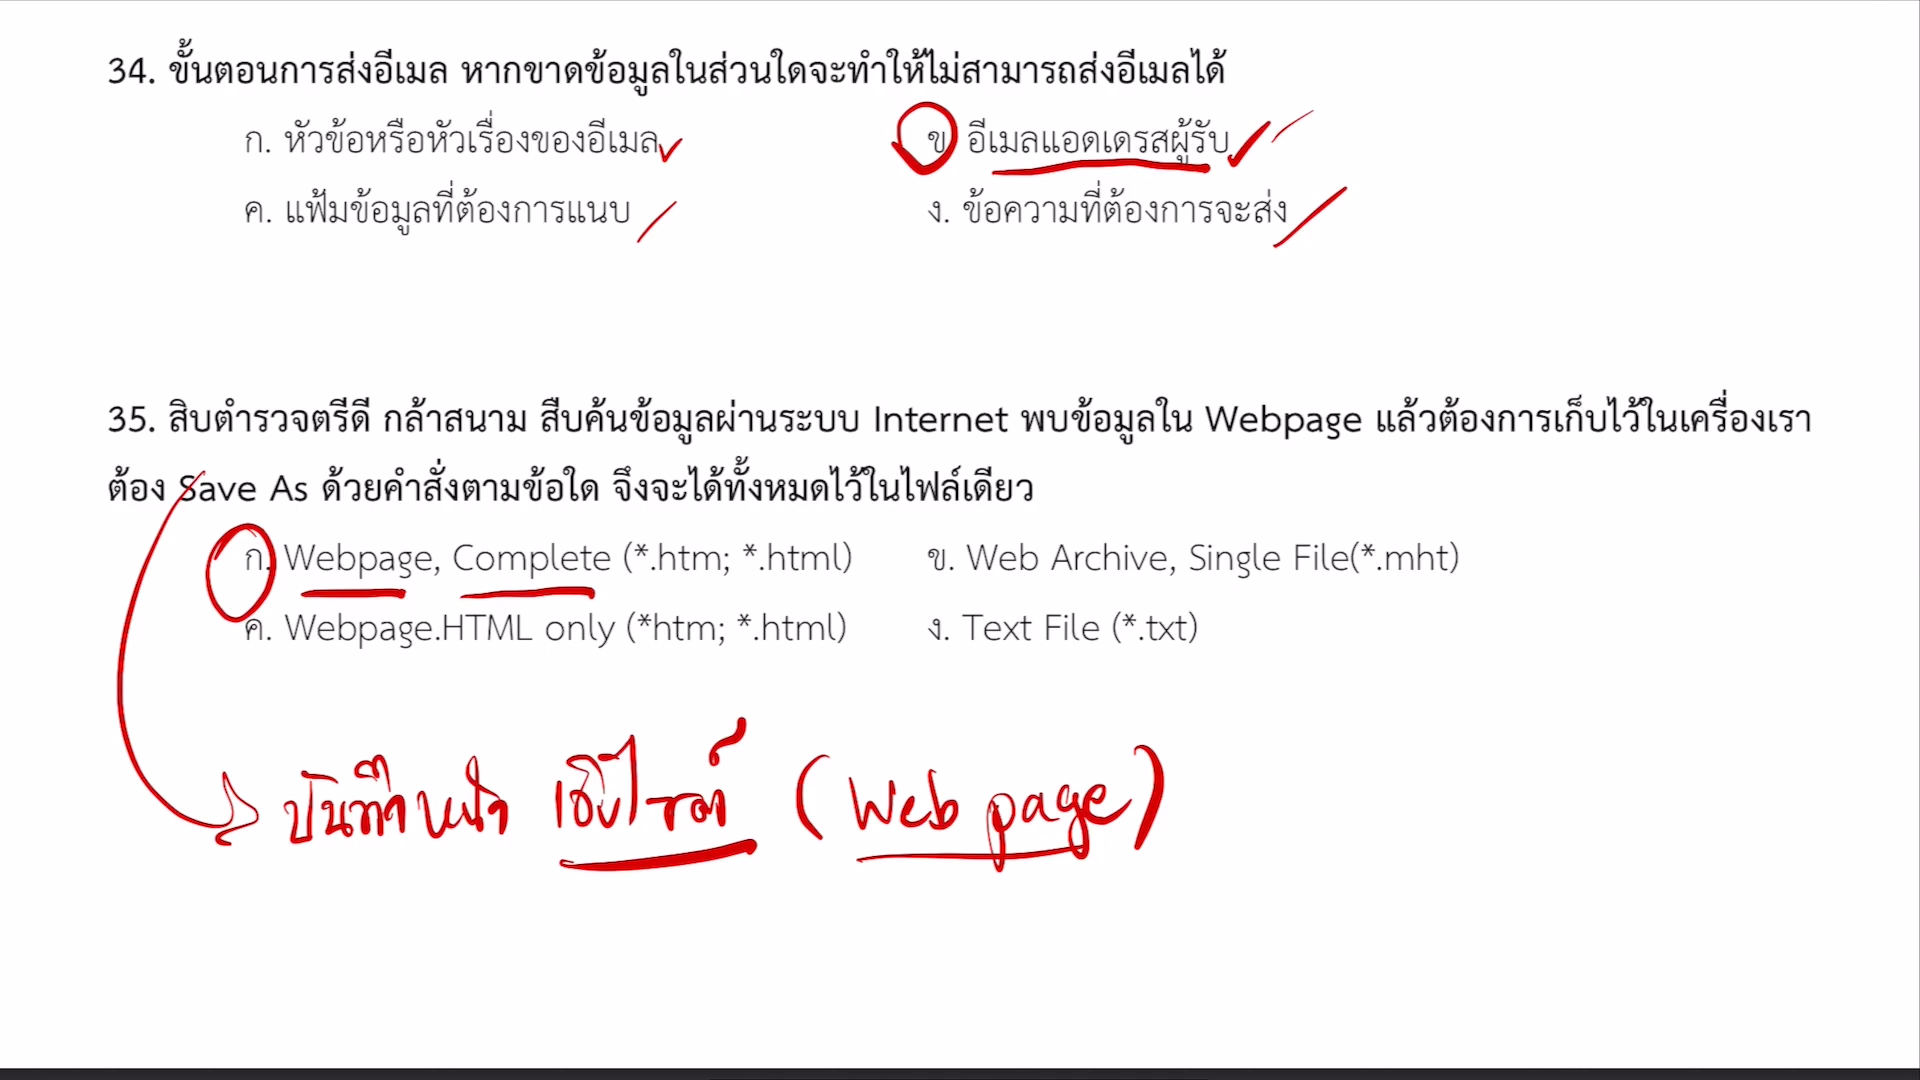 34. ขั้นตอนการส่งอีเมล หากขาดข้อมูลในส่วนใดจะทำให้ไม่สามารถส่งอีเมลได้
ก. หัวข้อหรือหัวเรื่องของอีเมล ข. อีเมลแอดเดรสผู้รับ
ค. แฟ้มข้อมูลที่ต้องการแนบ ง. ข้อความที่ต้องการจะส่ง
35. สิบตำรวจตรีดี กล้าสนาม สืบค้นข้อมูลผ่านระบบ Internet พบข้อมูลใน Webpage แล้วต้องการเก็บไว้ในเครื่องเรา
ต้อง Save As ด้วยคำสั่งตามข้อใด จึงจะได้ทั้งหมดไว้ในไฟล์เดียว
ก. Webpage, Complete (*.htm; *.html) ข. Web Archive, Single File(*.mht)
ค. Webpage.HTML only (*htm; *.html) ง. Text File (*.txt)
บันทึกหน้า เว็บไซต์ (Web page)